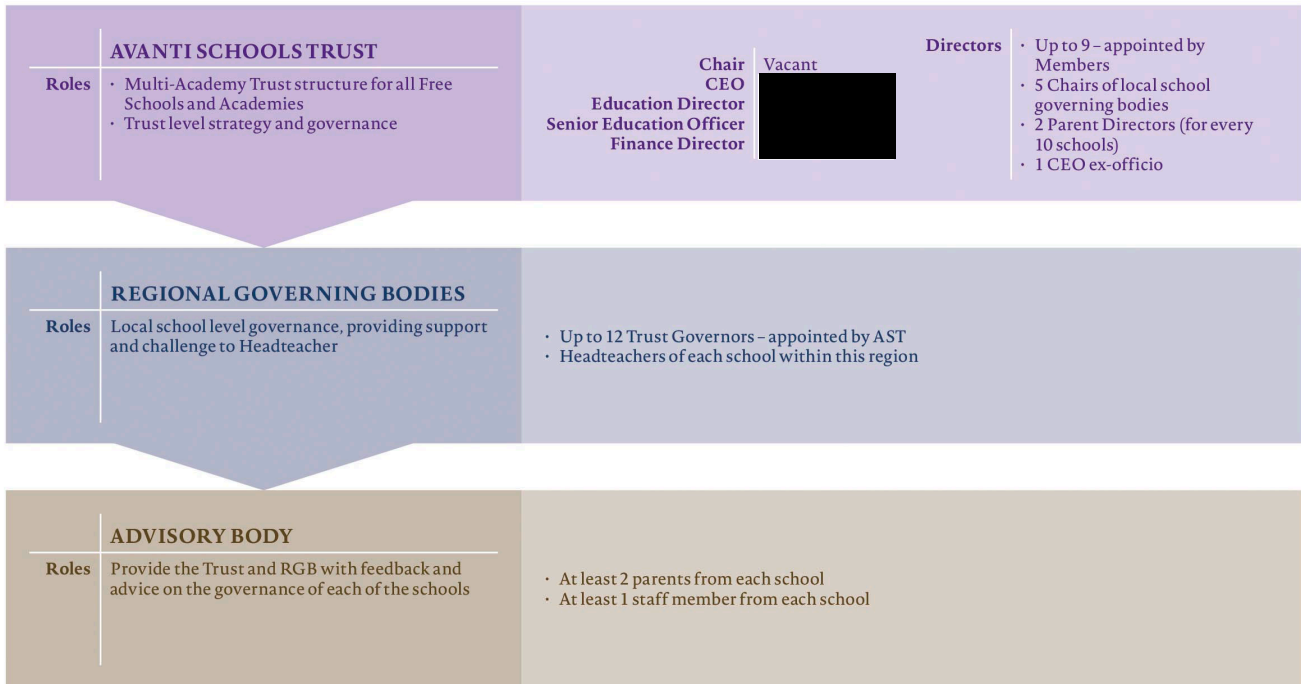 AVANTI SCHOOLS TRUST
Roles
· Multi-Academy Trust structure for all Free
Schools and Academies
· Trust level strategy and governance
Chair Vacant
CEO
Education Director
Senior Education Officer
Finance Director
Directors
· Up to 9 – appointed by
Members
· 5 Chairs of local school
governing bodies
· 2 Parent Directors (for every
10 schools)
· 1 CEO ex-officio
REGIONAL GOVERNING BODIES
Roles
Local school level governance, providing support
and challenge to Headteacher
· Up to 12 Trust Governors – appointed by AST
· Headteachers of each school within this region
ADVISORY BODY
Roles
Provide the Trust and RGB with feedback and
advice on the governance of each of the schools
· At least 2 parents from each school
· At least 1 staff member from each school